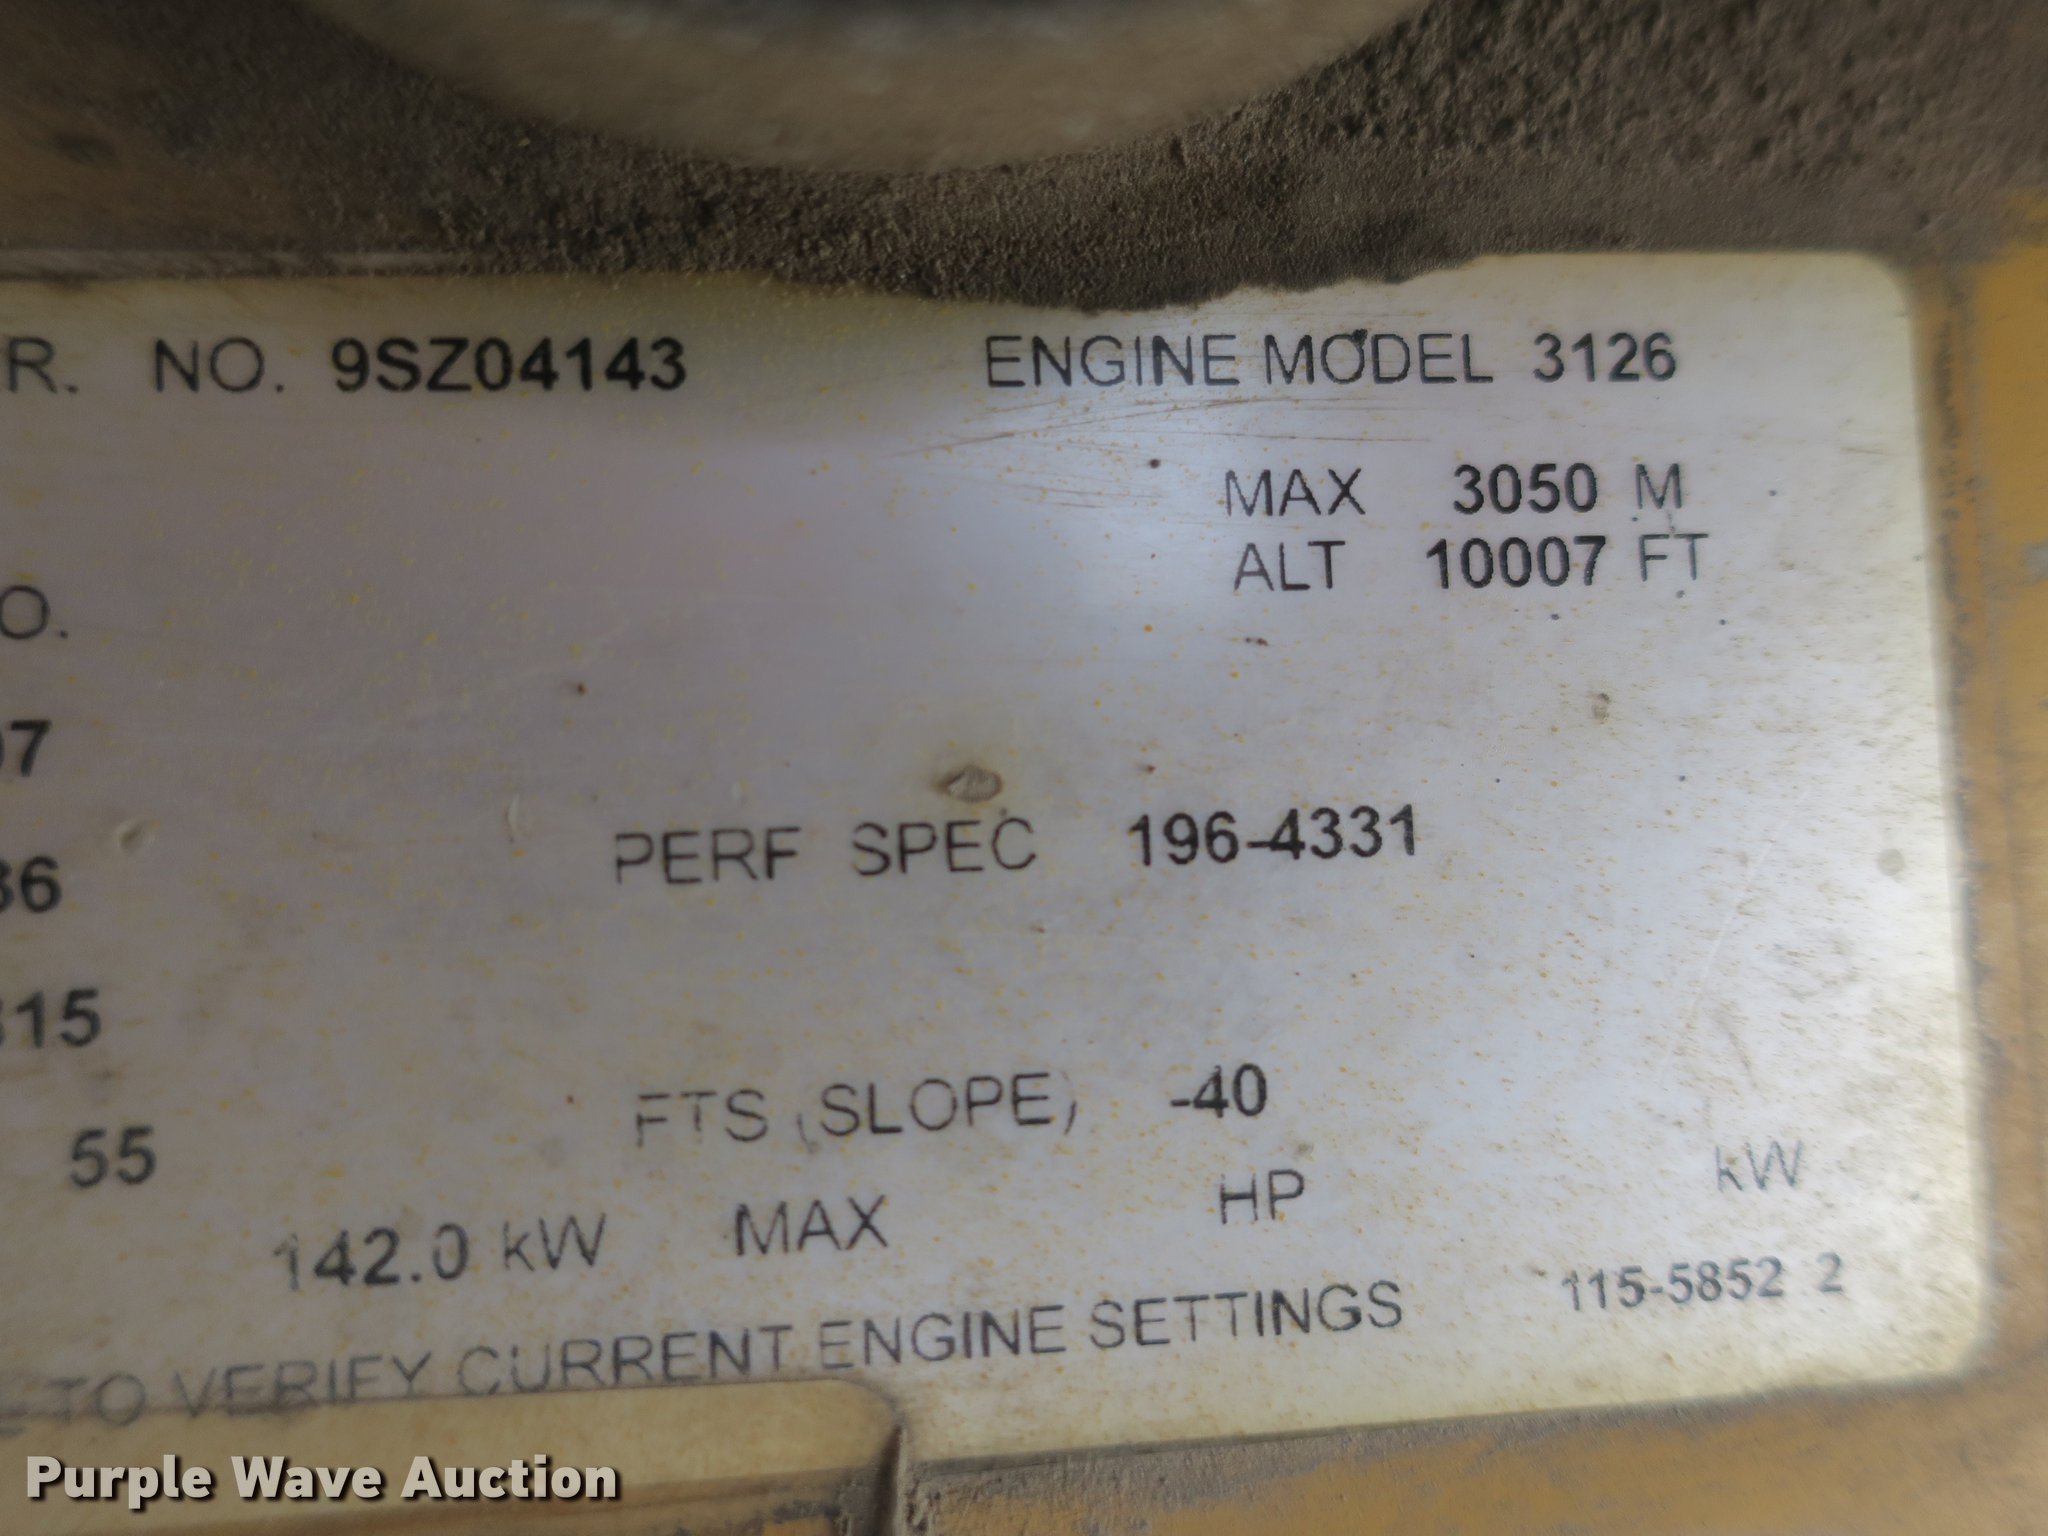 R. NO. 9SZ04143 ENGINE MODEL 3126
MAX 3050 M
ALT 10007 FT
O.
7
PERF SPEC 196-4331
36
315
FTS (SLOPE) -40
55
142.0 kW MAX HP kW
TO VERIFY CURRENT ENGINE SETTINGS 115-5852 2
Purple Wave Auction